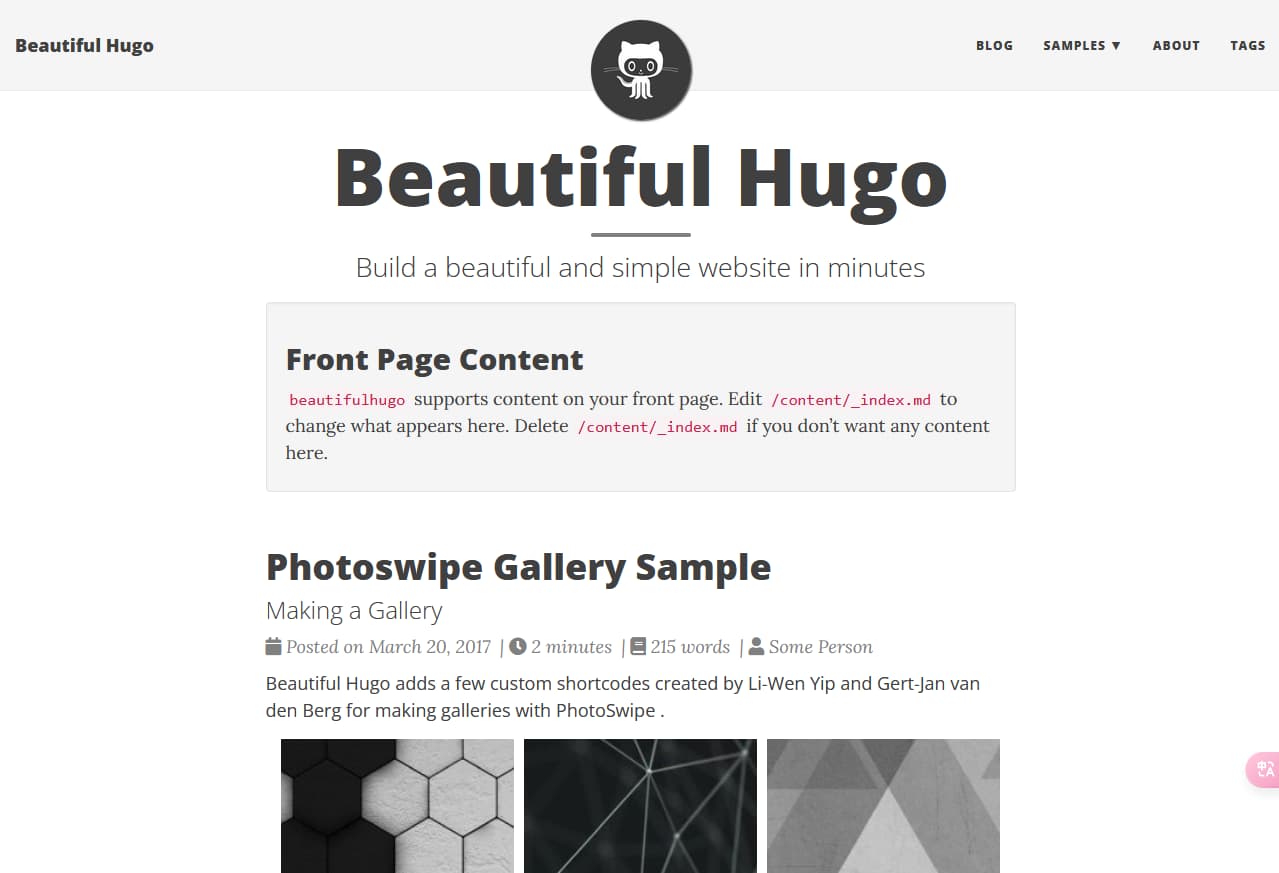 Beautiful Hugo
BLOG SAMPLES ▼ ABOUT TAGS
Beautiful Hugo
Build a beautiful and simple website in minutes
Front Page Content
beautifulhugo supports content on your front page. Edit /content/_index.md to
change what appears here. Delete /content/_index.md if you don’t want any content
here.
Photoswipe Gallery Sample
Making a Gallery
Posted on March 20, 2017 | 2 minutes | 215 words | Some Person
Beautiful Hugo adds a few custom shortcodes created by Li-Wen Yip and Gert-Jan van
den Berg for making galleries with PhotoSwipe .
中A